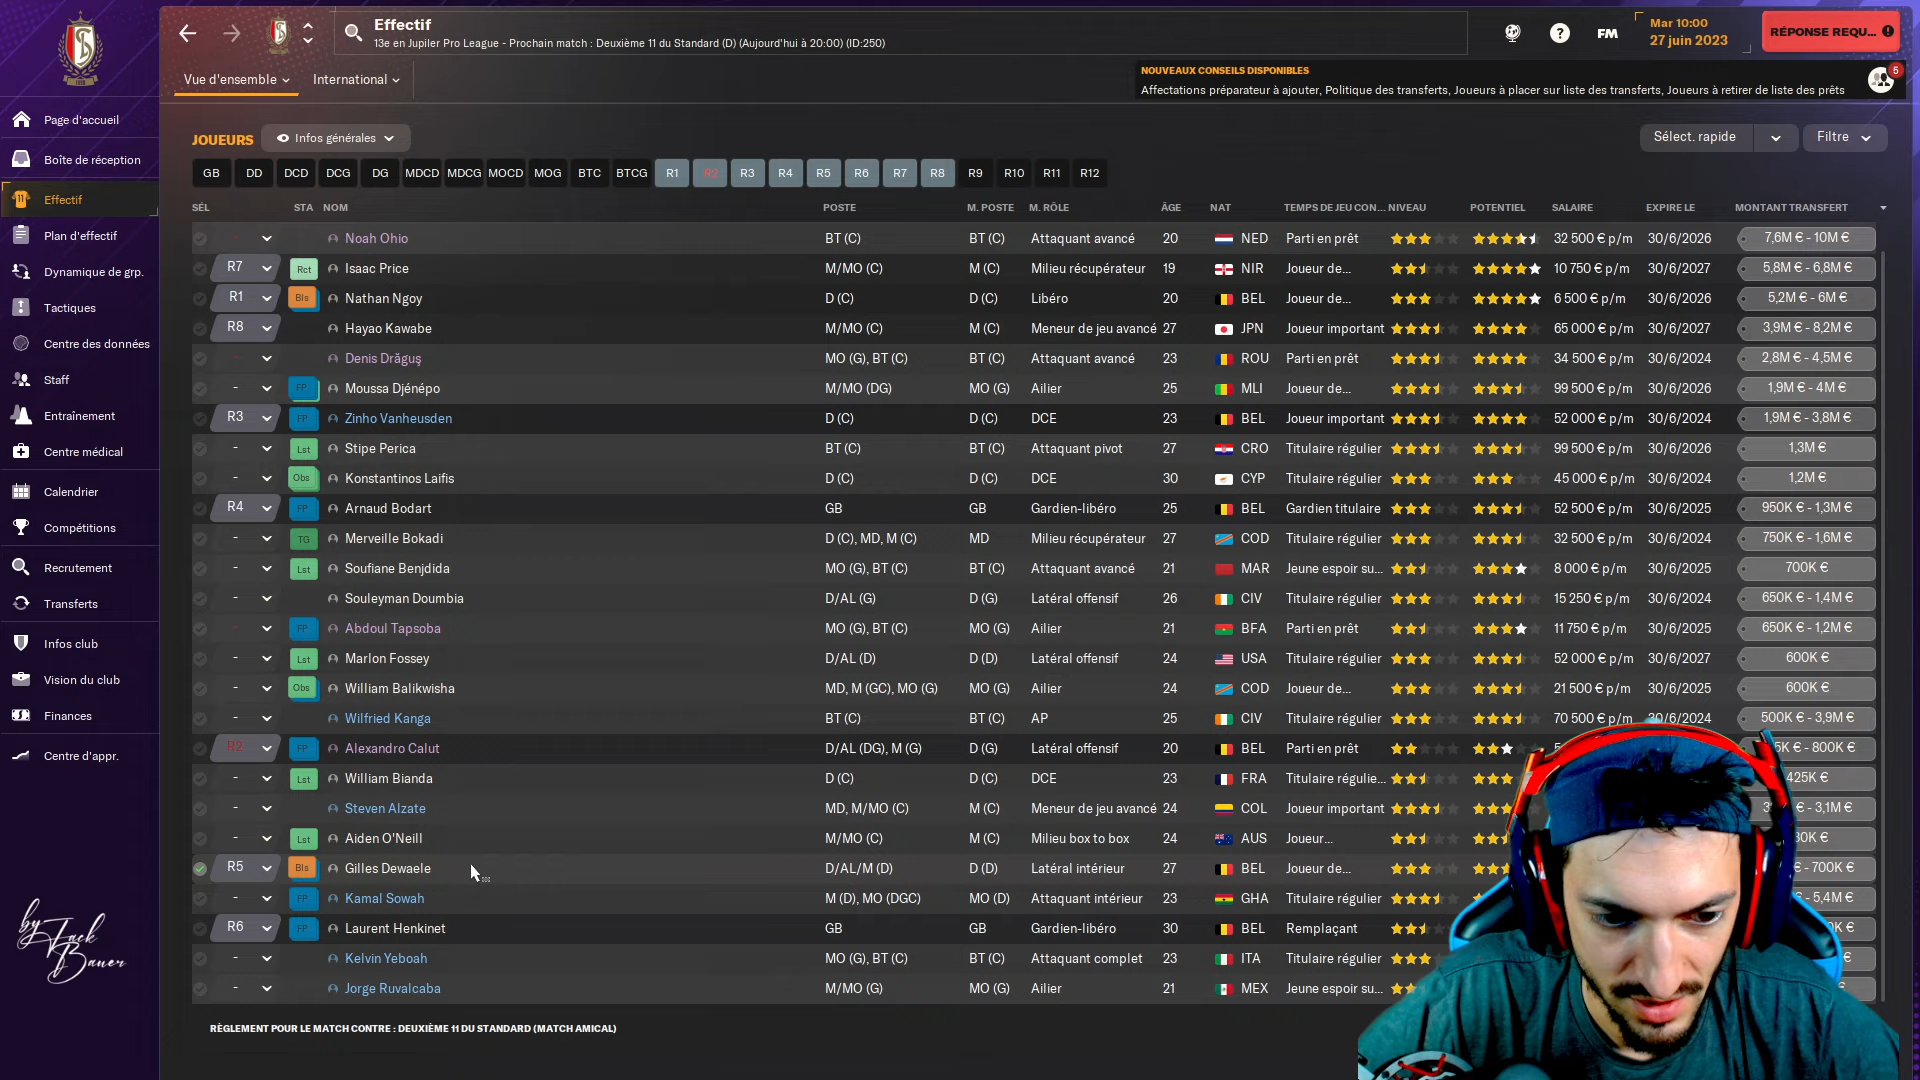 Effectif
13e en Jupiler Pro League - Prochain match : Deuxième 11 du Standard (D) (Aujourd'hui à 20:00) (ID:250)
FM
Mar 10:00
27 juin 2023
RÉPONSE REQU...
Vue d'ensemble
International
NOUVEAUX CONSEILS DISPONIBLES
Affectations préparateur à ajouter, Politique des transferts, Joueurs à placer sur liste des transferts, Joueurs à retirer de liste des prêts
5
Page d'accueil
Boîte de réception
Effectif
Plan d'effectif
Dynamique de grp.
Tactiques
Centre des données
Staff
Entraînement
Centre médical
Calendrier
Compétitions
Recrutement
Transferts
Infos club
Vision du club
Finances
Centre d'appr.
by Jack Bauer
JOUEURS
Infos générales
Sélect. rapide
Filtre
GB DD DCD DCG DG MDCD MDCG MOCD MOG BTC BTCG R1 R2 R3 R4 R5 R6 R7 R8 R9 R10 R11 R12
SÉL STA NOM POSTE M. POSTE M. RÔLE ÂGE NAT TEMPS DE JEU CON... NIVEAU POTENTIEL SALAIRE EXPIRE LE MONTANT TRANSFERT
- Noah Ohio BT (C) BT (C) Attaquant avancé 20 NED Parti en prêt 32 500 € p/m 30/6/2026 7,6M € - 10M €
R7 Rct Isaac Price M/MO (C) M (C) Milieu récupérateur 19 NIR Joueur de... 10 750 € p/m 30/6/2027 5,8M € - 6,8M €
R1 Bls Nathan Ngoy D (C) D (C) Libéro 20 BEL Joueur de... 6 500 € p/m 30/6/2026 5,2M € - 6M €
R8 Hayao Kawabe M/MO (C) M (C) Meneur de jeu avancé 27 JPN Joueur important 65 000 € p/m 30/6/2027 3,9M € - 8,2M €
- Denis Drăguş MO (G), BT (C) BT (C) Attaquant avancé 23 ROU Parti en prêt 34 500 € p/m 30/6/2024 2,8M € - 4,5M €
- FP Moussa Djénépo M/MO (DG) MO (G) Ailier 25 MLI Joueur de... 99 500 € p/m 30/6/2026 1,9M € - 4M €
R3 FP Zinho Vanheusden D (C) D (C) DCE 23 BEL Joueur important 52 000 € p/m 30/6/2024 1,9M € - 3,8M €
- Lst Stipe Perica BT (C) BT (C) Attaquant pivot 27 CRO Titulaire régulier 99 500 € p/m 30/6/2026 1,3M €
- Obs Konstantinos Laifis D (C) D (C) DCE 30 CYP Titulaire régulier 45 000 € p/m 30/6/2024 1,2M €
R4 FP Arnaud Bodart GB GB Gardien-libéro 25 BEL Gardien titulaire 52 500 € p/m 30/6/2025 950K € - 1,3M €
- TG Merveille Bokadi D (C), MD, M (C) MD Milieu récupérateur 27 COD Titulaire régulier 32 500 € p/m 30/6/2024 750K € - 1,6M €
- Lst Soufiane Benjdida MO (G), BT (C) BT (C) Attaquant avancé 21 MAR Jeune espoir su... 8 000 € p/m 30/6/2025 700K €
- Souleyman Doumbia D/AL (G) D (G) Latéral offensif 26 CIV Titulaire régulier 15 250 € p/m 30/6/2024 650K € - 1,4M €
- FP Abdoul Tapsoba MO (G), BT (C) MO (G) Ailier 21 BFA Parti en prêt 11 750 € p/m 30/6/2025 650K € - 1,2M €
- Lst Marlon Fossey D/AL (D) D (D) Latéral offensif 24 USA Titulaire régulier 52 000 € p/m 30/6/2027 600K €
- Obs William Balikwisha MD, M (GC), MO (G) MO (G) Ailier 24 COD Joueur de... 21 500 € p/m 30/6/2025 600K €
- Wilfried Kanga BT (C) BT (C) AP 25 CIV Titulaire régulier 70 500 € p/m 30/6/2024 500K € - 3,9M €
R2 FP Alexandro Calut D/AL (DG), M (G) D (G) Latéral offensif 20 BEL Parti en prêt 5K € - 800K €
- Lst William Bianda D (C) D (C) DCE 23 FRA Titulaire régulie... 425K €
- Steven Alzate MD, M/MO (C) M (C) Meneur de jeu avancé 24 COL Joueur important € - 3,1M €
- Lst Aiden O'Neill M/MO (C) M (C) Milieu box to box 24 AUS Joueur... 0K €
R5 Bls Gilles Dewaele D/AL/M (D) D (D) Latéral intérieur 27 BEL Joueur de... € - 700K €
- FP Kamal Sowah M (D), MO (DGC) MO (D) Attaquant intérieur 23 GHA Titulaire régulier - 5,4M €
R6 FP Laurent Henkinet GB GB Gardien-libéro 30 BEL Remplaçant K €
- Kelvin Yeboah MO (G), BT (C) BT (C) Attaquant complet 23 ITA Titulaire régulier €
- Jorge Ruvalcaba M/MO (G) MO (G) Ailier 21 MEX Jeune espoir su...
RÈGLEMENT POUR LE MATCH CONTRE : DEUXIÈME 11 DU STANDARD (MATCH AMICAL)